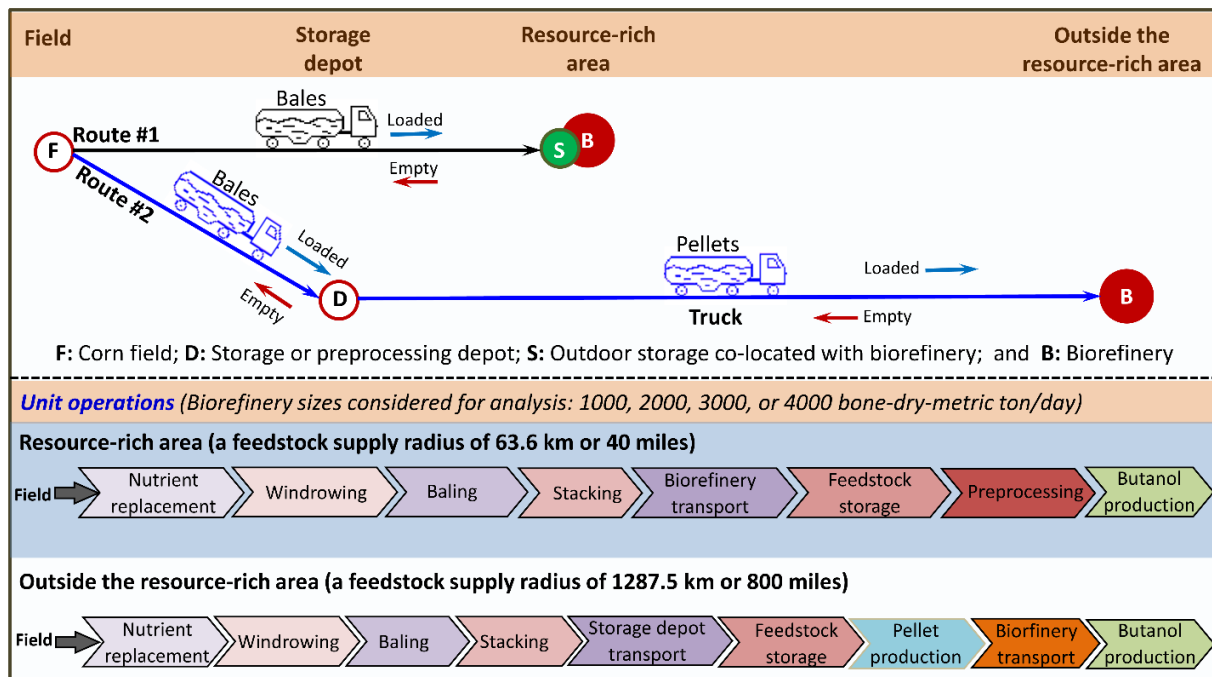 Field
Storage
depot
Resource-rich
area
Outside the
resource-rich area
Bales
Loaded
Route #1
F
S
B
Empty
Bales
Route #2
Loaded
Empty
D
Pellets
Loaded
B
Truck
Empty
F: Corn field; D: Storage or preprocessing depot; S: Outdoor storage co-located with biorefinery; and B: Biorefinery
Unit operations (Biorefinery sizes considered for analysis: 1000, 2000, 3000, or 4000 bone-dry-metric ton/day)
Resource-rich area (a feedstock supply radius of 63.6 km or 40 miles)
Field
Nutrient
replacement
Windrowing
Baling
Stacking
Biorefinery
transport
Feedstock
storage
Preprocessing
Butanol
production
Outside the resource-rich area (a feedstock supply radius of 1287.5 km or 800 miles)
Field
Nutrient
replacement
Windrowing
Baling
Stacking
Storage depot
transport
Feedstock
storage
Pellet
production
Biorfinery
transport
Butanol
production